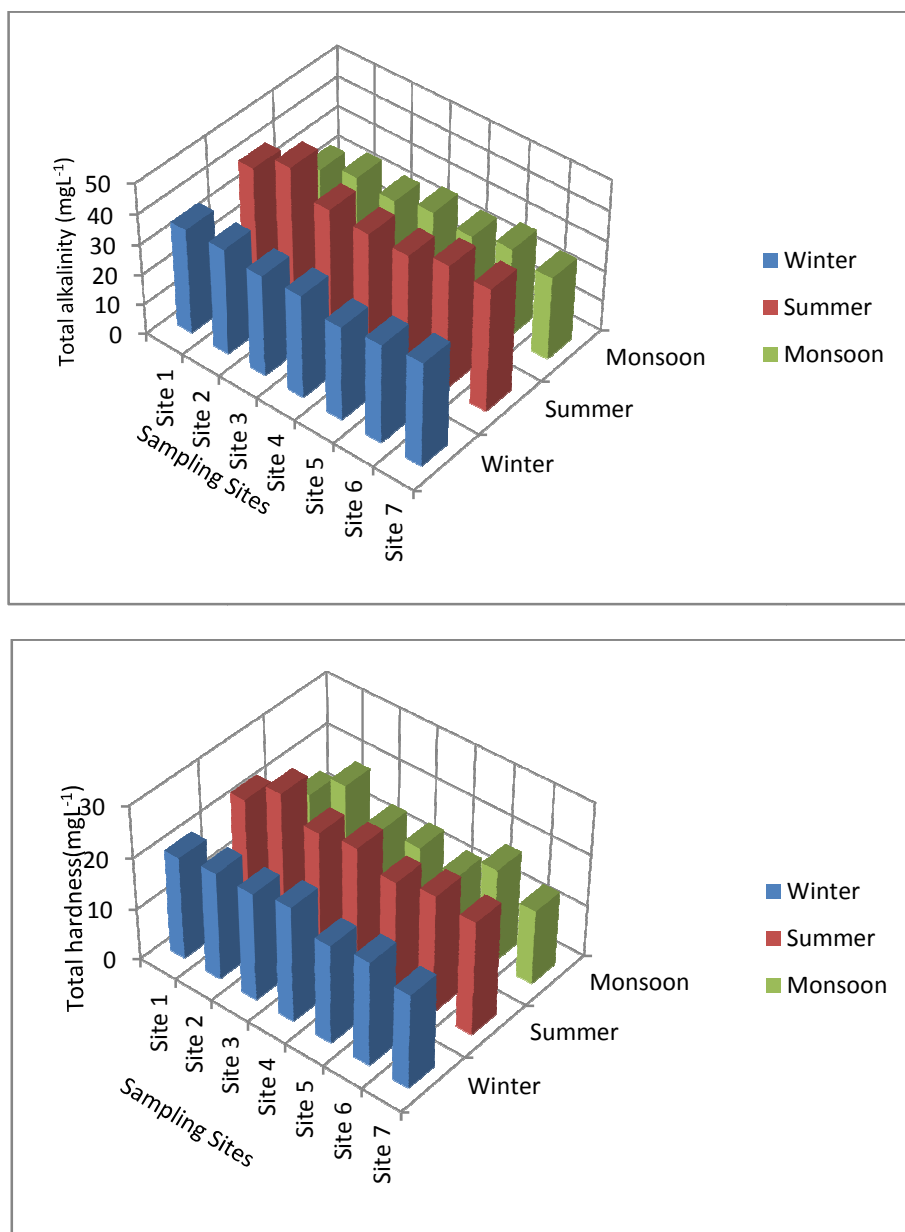 Total alkalinity (mgL-1)
50
40
30
20
10
0
Site 1
Site 2
Site 3
Site 4
Site 5
Site 6
Site 7
Sampling Sites
Winter
Summer
Monsoon
Winter
Summer
Monsoon
Total hardness(mgL-1)
30
20
10
0
Site 1
Site 2
Site 3
Site 4
Site 5
Site 6
Site 7
Sampling Sites
Winter
Summer
Monsoon
Winter
Summer
Monsoon